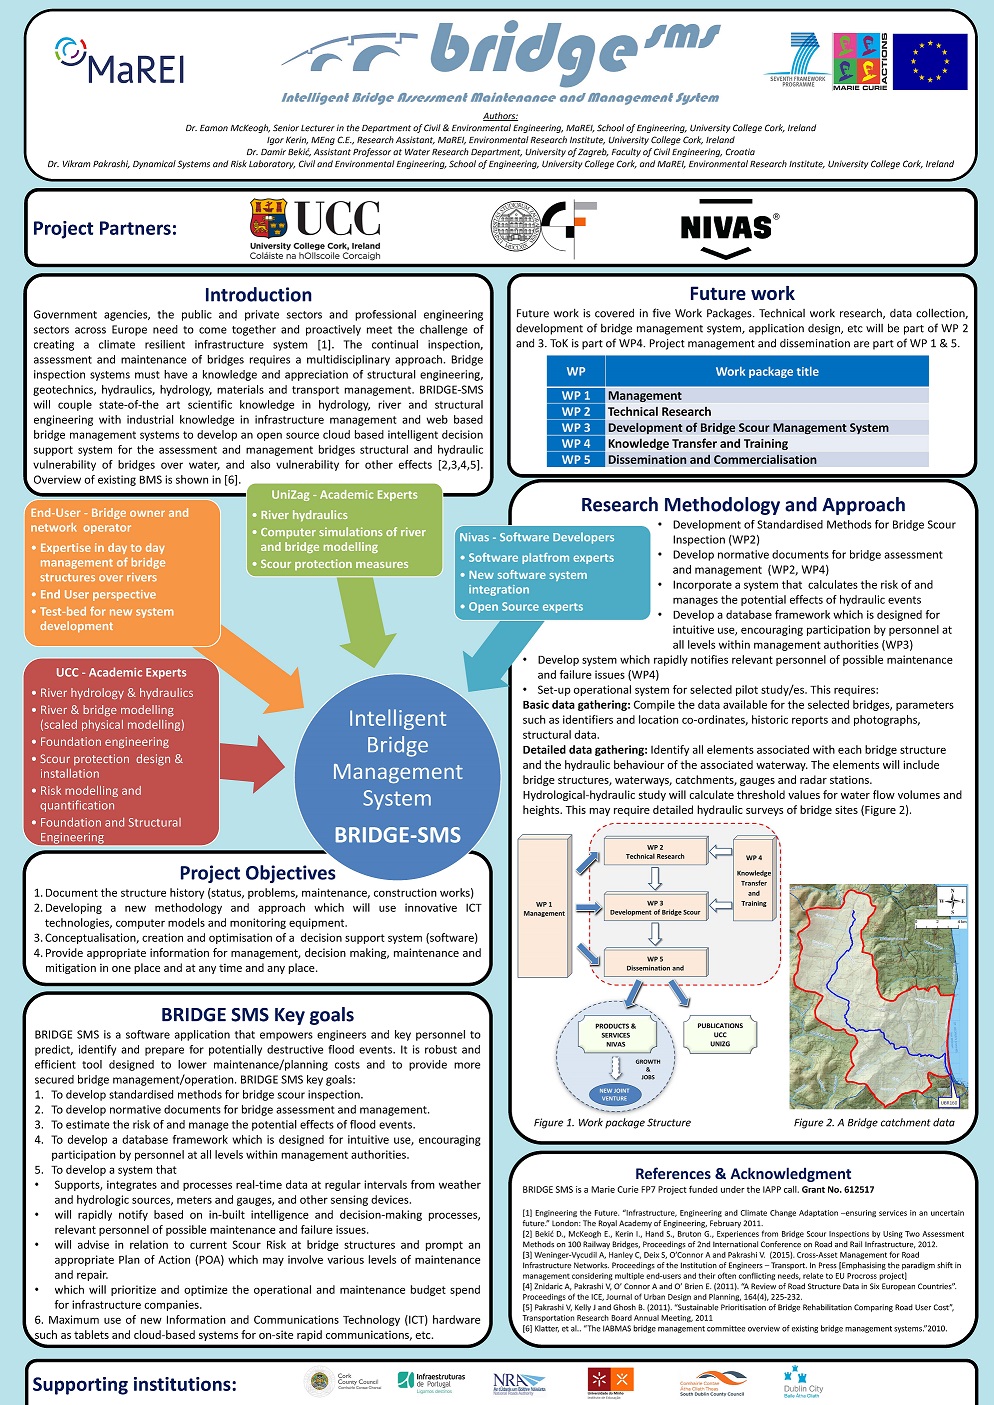 MaREI
bridge sms
Intelligent Bridge Assessment Maintenance and Management System
SEVENTH FRAMEWORK
PROGRAMME
MARIE CURIE ACTIONS
Authors:
Dr. Eamon McKeogh, Senior Lecturer in the Department of Civil & Environmental Engineering, MaREI, School of Engineering, University College Cork, Ireland
Igor Kerin, MEng C.E., Research Assistant, MaREI, Environmental Research Institute, University College Cork, Ireland
Dr. Damir Bekić, Assistant Professor at Water Research Department, University of Zagreb, Faculty of Civil Engineering, Croatia
Dr. Vikram Pakrashi, Dynamical Systems and Risk Laboratory, Civil and Environmental Engineering, School of Engineering, University College Cork, and MaREI, Environmental Research Institute, University College Cork, Ireland
Project Partners:
UCC
University College Cork, Ireland
Coláiste na hOllscoile Corcaigh
NIVAS®
Introduction
Government agencies, the public and private sectors and professional engineering
sectors across Europe need to come together and proactively meet the challenge of
creating a climate resilient infrastructure system [1]. The continual inspection,
assessment and maintenance of bridges requires a multidisciplinary approach. Bridge
inspection systems must have a knowledge and appreciation of structural engineering,
geotechnics, hydraulics, hydrology, materials and transport management. BRIDGE-SMS
will couple state-of-the art scientific knowledge in hydrology, river and structural
engineering with industrial knowledge in infrastructure management and web based
bridge management systems to develop an open source cloud based intelligent decision
support system for the assessment and management bridges structural and hydraulic
vulnerability of bridges over water, and also vulnerability for other effects [2,3,4,5].
Overview of existing BMS is shown in [6].
End-User - Bridge owner and
network operator
• Expertise in day to day
management of bridge
structures over rivers
• End User perspective
• Test-bed for new system
development
UniZag - Academic Experts
• River hydraulics
• Computer simulations of river
and bridge modelling
• Scour protection measures
Nivas - Software Developers
• Software platfrom experts
• New software system
integration
• Open Source experts
UCC - Academic Experts
• River hydrology & hydraulics
• River & bridge modelling
(scaled physical modelling)
• Foundation engineering
• Scour protection design &
installation
• Risk modelling and
quantification
• Foundation and Structural
Engineering
Intelligent
Bridge
Management
System
BRIDGE-SMS
Project Objectives
1. Document the structure history (status, problems, maintenance, construction works)
2. Developing a new methodology and approach which will use innovative ICT
technologies, computer models and monitoring equipment.
3. Conceptualisation, creation and optimisation of a decision support system (software)
4. Provide appropriate information for management, decision making, maintenance and
mitigation in one place and at any time and any place.
BRIDGE SMS Key goals
BRIDGE SMS is a software application that empowers engineers and key personnel to
predict, identify and prepare for potentially destructive flood events. It is robust and
efficient tool designed to lower maintenance/planning costs and to provide more
secured bridge management/operation. BRIDGE SMS key goals:
1. To develop standardised methods for bridge scour inspection.
2. To develop normative documents for bridge assessment and management.
3. To estimate the risk of and manage the potential effects of flood events.
4. To develop a database framework which is designed for intuitive use, encouraging
participation by personnel at all levels within management authorities.
5. To develop a system that
• Supports, integrates and processes real-time data at regular intervals from weather
and hydrologic sources, meters and gauges, and other sensing devices.
• will rapidly notify based on in-built intelligence and decision-making processes,
relevant personnel of possible maintenance and failure issues.
• will advise in relation to current Scour Risk at bridge structures and prompt an
appropriate Plan of Action (POA) which may involve various levels of maintenance
and repair.
• which will prioritize and optimize the operational and maintenance budget spend
for infrastructure companies.
6. Maximum use of new Information and Communications Technology (ICT) hardware
such as tablets and cloud-based systems for on-site rapid communications, etc.
Future work
Future work is covered in five Work Packages. Technical work research, data collection,
development of bridge management system, application design, etc will be part of WP 2
and 3. ToK is part of WP4. Project management and dissemination are part of WP 1 & 5.
WP Work package title
WP 1 Management
WP 2 Technical Research
WP 3 Development of Bridge Scour Management System
WP 4 Knowledge Transfer and Training
WP 5 Dissemination and Commercialisation
Research Methodology and Approach
• Development of Standardised Methods for Bridge Scour
Inspection (WP2)
• Develop normative documents for bridge assessment
and management (WP2, WP4)
• Incorporate a system that calculates the risk of and
manages the potential effects of hydraulic events
• Develop a database framework which is designed for
intuitive use, encouraging participation by personnel at
all levels within management authorities (WP3)
• Develop system which rapidly notifies relevant personnel of possible maintenance
and failure issues (WP4)
• Set-up operational system for selected pilot study/es. This requires:
Basic data gathering: Compile the data available for the selected bridges, parameters
such as identifiers and location co-ordinates, historic reports and photographs,
structural data.
Detailed data gathering: Identify all elements associated with each bridge structure
and the hydraulic behaviour of the associated waterway. The elements will include
bridge structures, waterways, catchments, gauges and radar stations.
Hydrological-hydraulic study will calculate threshold values for water flow volumes and
heights. This may require detailed hydraulic surveys of bridge sites (Figure 2).
WP 1
Management
WP 2
Technical Research
WP 3
Development of Bridge Scour
WP 5
Dissemination and
WP 4
Knowledge
Transfer
and
Training
PRODUCTS &
SERVICES
NIVAS
PUBLICATIONS
UCC
UNIZG
GROWTH
&
JOBS
NEW JOINT
VENTURE
Figure 1. Work package Structure
N
W E
S
UBR160
Figure 2. A Bridge catchment data
References & Acknowledgment
BRIDGE SMS is a Marie Curie FP7 Project funded under the IAPP call. Grant No. 612517
[1] Engineering the Future. “Infrastructure, Engineering and Climate Change Adaptation –ensuring services in an uncertain
future.” London: The Royal Academy of Engineering, February 2011.
[2] Bekić D., McKeogh E., Kerin I., Hand S., Bruton G., Experiences from Bridge Scour Inspections by Using Two Assessment
Methods on 100 Railway Bridges, Proceedings of 2nd International Conference on Road and Rail Infrastructure, 2012.
[3] Weninger-Vycudil A, Hanley C, Deix S, O’Connor A and Pakrashi V. (2015). Cross-Asset Management for Road
Infrastructure Networks. Proceedings of the Institution of Engineers – Transport. In Press [Emphasising the paradigm shift in
management considering multiple end-users and their often conflicting needs, relate to EU Procross project]
[4] Znidaric A, Pakrashi V, O’ Connor A and O’ Brien E. (2011). “A Review of Road Structure Data in Six European Countries”.
Proceedings of the ICE, Journal of Urban Design and Planning, 164(4), 225-232.
[5] Pakrashi V, Kelly J and Ghosh B. (2011). “Sustainable Prioritisation of Bridge Rehabilitation Comparing Road User Cost”,
Transportation Research Board Annual Meeting, 2011
[6] Klatter, et al.. “The IABMAS bridge management committee overview of existing bridge management systems.”2010.
Supporting institutions:
Cork
County Council
Infraestruturas
de Portugal
NRA
South Dublin County Council
Dublin City
Baile Átha Cliath